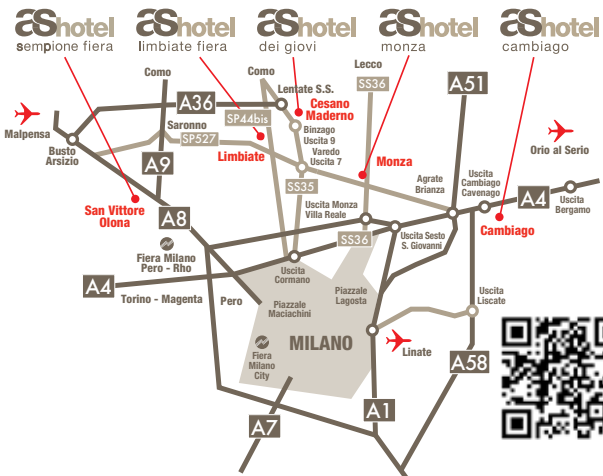 aShotel
sempione fiera
aShotel
limbiate fiera
aShotel
dei giovi
aShotel
monza
aShotel
cambiago
Como
Como
Lecco
SS36
A51
A36
Lentate S.S.
Cesano
Maderno
Malpensa
SP44bis
Binzago
Uscita 9
Orio al Serio
Saronno
SP527
Limbiate
Varedo
Uscita 7
Busto
Arsizio
A9
Monza
Agrate
Brianza
Uscita
Cambiago
Cavenago
SS35
A4
Uscita
Bergamo
San Vittore
Olona
A8
Uscita Monza
Villa Reale
Uscita Sesto
S. Giovanni
Cambiago
Fiera Milano
Pero - Rho
SS36
A4
Uscita
Cormano
Torino - Magenta
Pero
Piazzale
Lagosta
Uscita
Liscate
Piazzale
Maciachini
MILANO
Linate
Fiera
Milano
City
A58
A1
A7